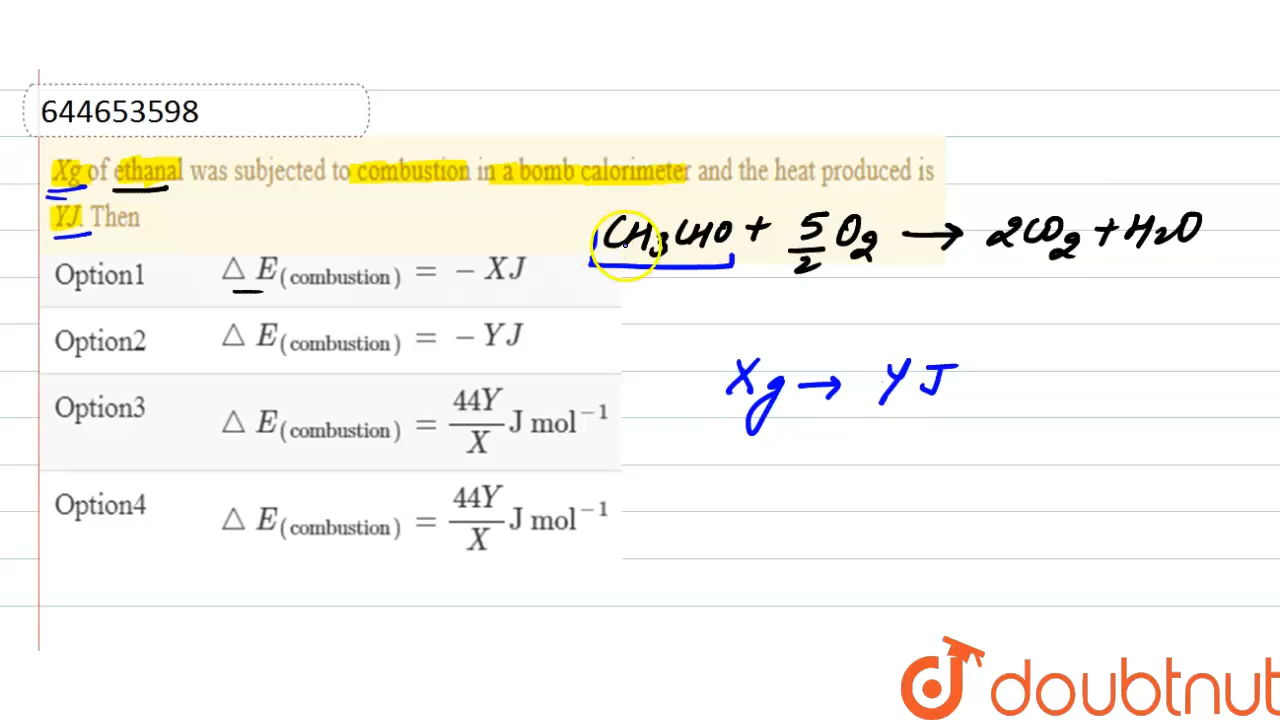 644653598
Xg of ethanal was subjected to combustion in a bomb calorimeter and the heat produced is
YJ. Then
CH3CHO + 5/2 O2 → 2CO2 + H2O
Option1 △ E(combustion) = − XJ
Option2 △ E(combustion) = − YJ
Xg → YJ
Option3 △ E(combustion) = 44Y/X J mol⁻¹
Option4 △ E(combustion) = 44Y/X J mol⁻¹
doubtnut